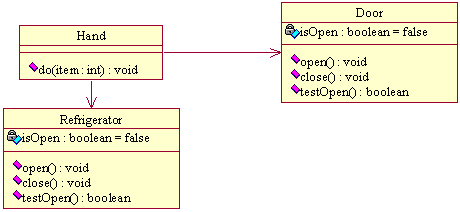 Hand
do(item : int) : void
Door
isOpen : boolean = false
open() : void
close() : void
testOpen() : boolean
Refrigerator
isOpen : boolean = false
open() : void
close() : void
testOpen() : boolean